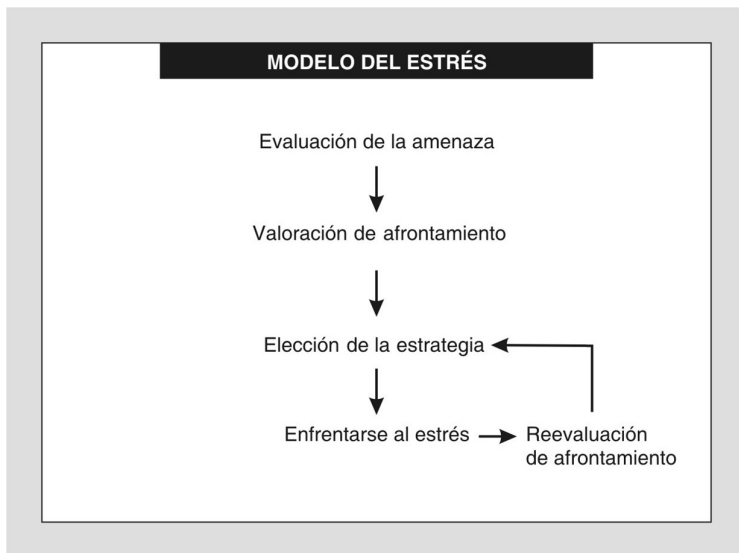 MODELO DEL ESTRÉS
Evaluación de la amenaza
Valoración de afrontamiento
Elección de la estrategia
Enfrentarse al estrés
Reevaluación
de afrontamiento